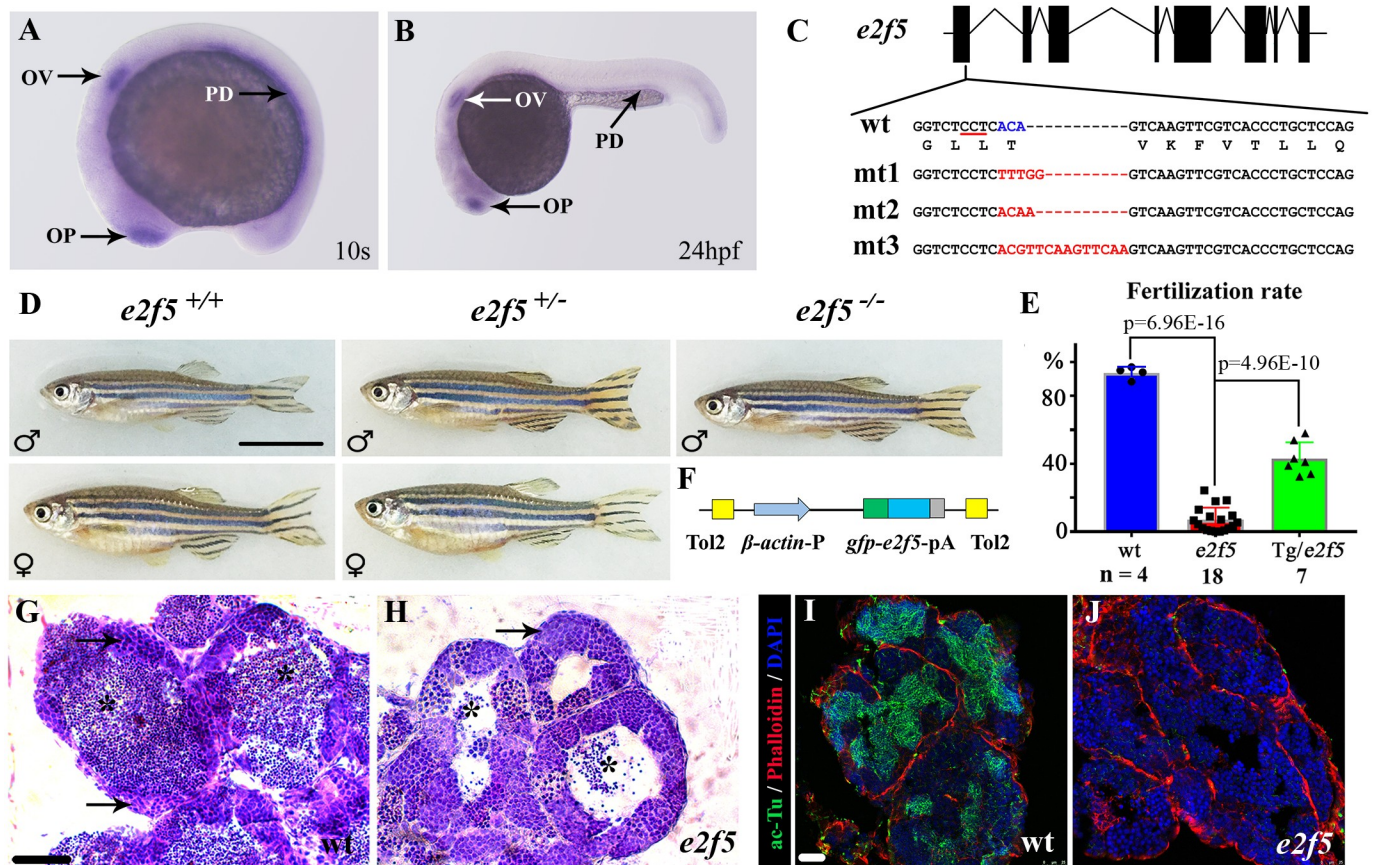 A
OV
PD
OP
10s
B
OV
PD
OP
24hpf
C
e2f5
wt GGTCTCCTCACA-----------GTCAAGTTCGTCACCCTGCTCCAG
G L L T V K F V T L L Q
mt1 GGTCTCCTCTTTGG---------GTCAAGTTCGTCACCCTGCTCCAG
mt2 GGTCTCCTCACAA----------GTCAAGTTCGTCACCCTGCTCCAG
mt3 GGTCTCCTCACGTTCAAGTTCAAGTCAAGTTCGTCACCCTGCTCCAG
D
e2f5 +/+
e2f5 +/-
e2f5 -/-
♂
♂
♂
♀
♀
E
Fertilization rate
p=6.96E-16
p=4.96E-10
%
80
40
0
wt e2f5 Tg/e2f5
n = 4 18 7
F
Tol2 β-actin-P gfp-e2f5-pA Tol2
G
*
*
wt
H
*
*
e2f5
ac-Tu / Phalloidin / DAPI
I
wt
J
e2f5